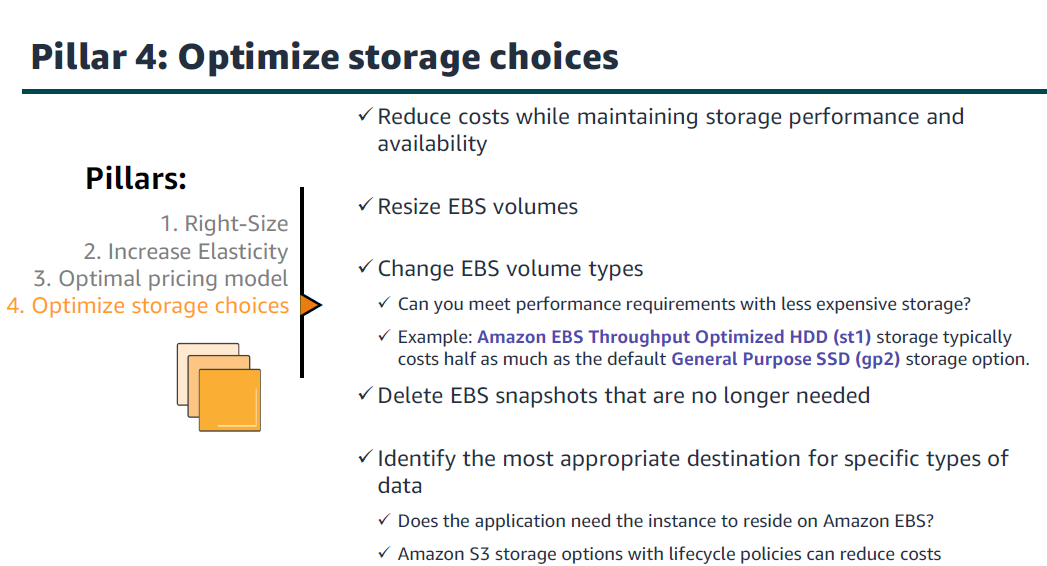 Pillar 4: Optimize storage choices
Pillars:
1. Right-Size
2. Increase Elasticity
3. Optimal pricing model
4. Optimize storage choices
✓ Reduce costs while maintaining storage performance and
availability
✓ Resize EBS volumes
✓ Change EBS volume types
✓ Can you meet performance requirements with less expensive storage?
✓ Example: Amazon EBS Throughput Optimized HDD (st1) storage typically
costs half as much as the default General Purpose SSD (gp2) storage option.
✓ Delete EBS snapshots that are no longer needed
✓ Identify the most appropriate destination for specific types of
data
✓ Does the application need the instance to reside on Amazon EBS?
✓ Amazon S3 storage options with lifecycle policies can reduce costs